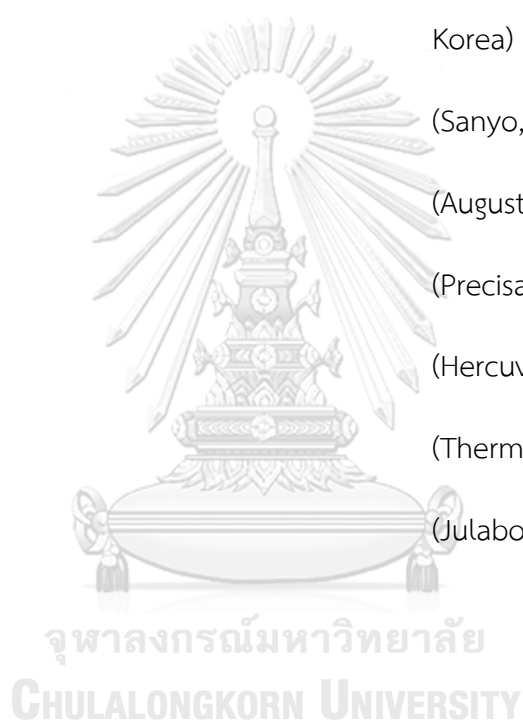 Korea)
(Sanyo,
(August
(Precisa
(Hercuv
(Therm
(Julabo
จุฬาลงกรณ์มหาวิทยาลัย
CHULALONGKORN UNIVERSITY